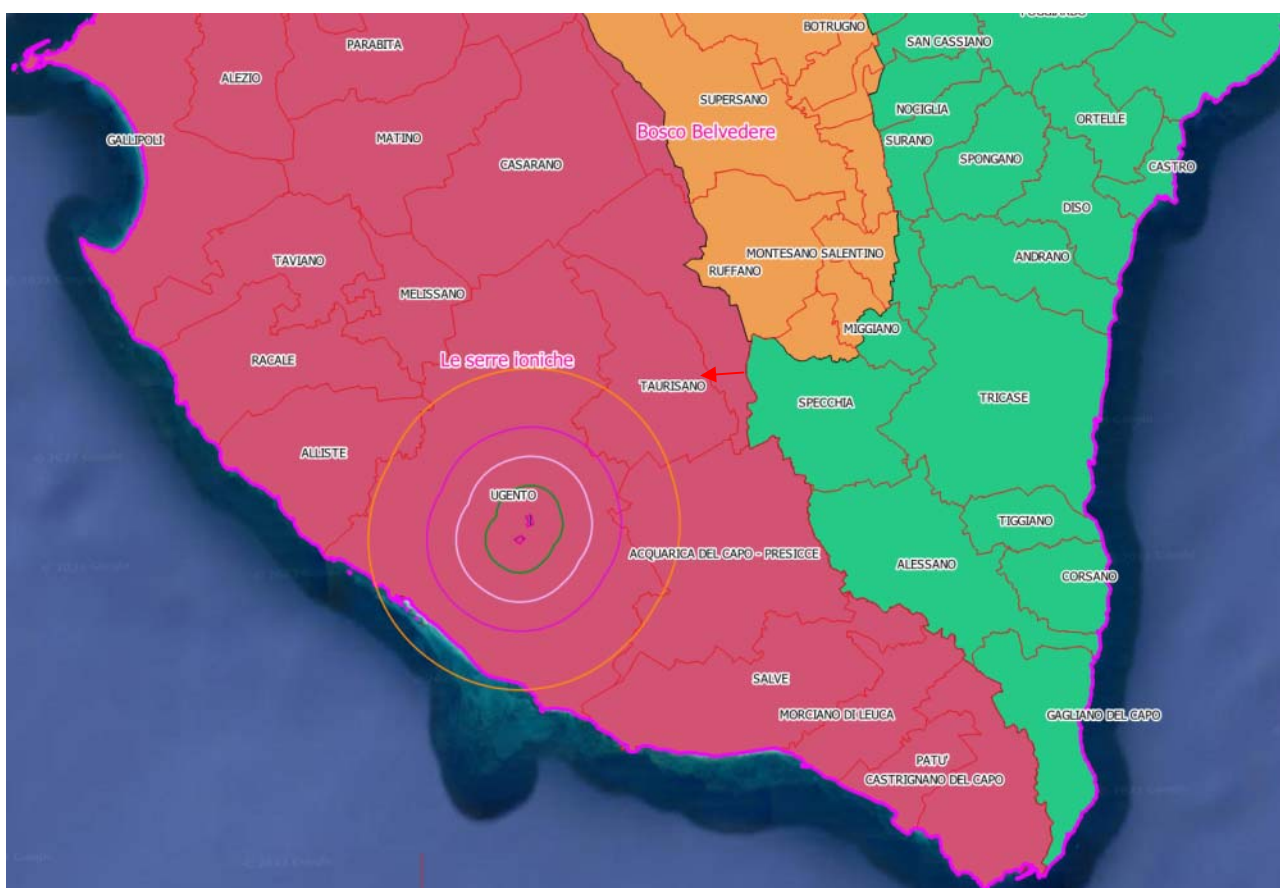 BOTRUGNO
PARABITA
SAN CASSIANO
ALEZIO
SUPERSANO
NOCIGLIA
ORTELLE
Bosco Belvedere
GALLIPOLI
MATINO
SURANO
CASARANO
SPONGANO
CASTRO
DISO
TAVIANO
MONTESANO SALENTINO
ANDRANO
RUFFANO
MELISSANO
MIGGIANO
RACALE
Le serre ioniche
TAURISANO
SPECCHIA
TRICASE
ALLISTE
UGENTO
TIGGIANO
ACQUARICA DEL CAPO - PRESICCE
ALESSANO
CORSANO
SALVE
MORCIANO DI LEUCA
GAGLIANO DEL CAPO
PATU'
CASTRIGNANO DEL CAPO